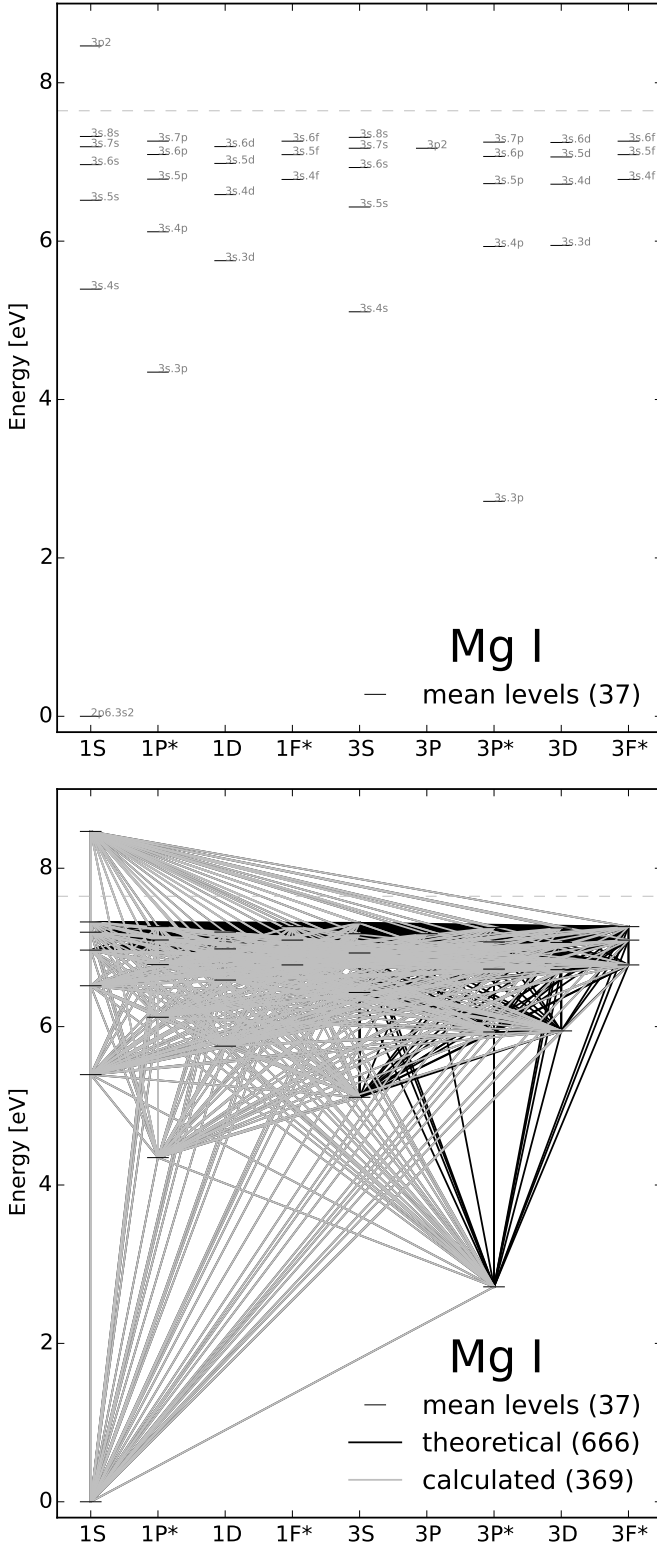 3p2
8
3s.8s
3s.7s
3s.6s
3s.5s
3s.4s
2p6.3s2
3s.7p
3s.6p
3s.5p
3s.4p
3s.3p
3s.6d
3s.5d
3s.4d
3s.3d
3s.6f
3s.5f
3s.4f
3s.8s
3s.7s
3s.6s
3s.5s
3s.4s
3p2
3s.7p
3s.6p
3s.5p
3s.4p
3s.3p
3s.6d
3s.5d
3s.4d
3s.3d
3s.6f
3s.5f
3s.4f
6
4
2
0
Energy [eV]
Mg I
mean levels (37)
1S 1P* 1D 1F* 3S 3P 3P* 3D 3F*
8
6
4
2
0
Energy [eV]
Mg I
mean levels (37)
theoretical (666)
calculated (369)
1S 1P* 1D 1F* 3S 3P 3P* 3D 3F*